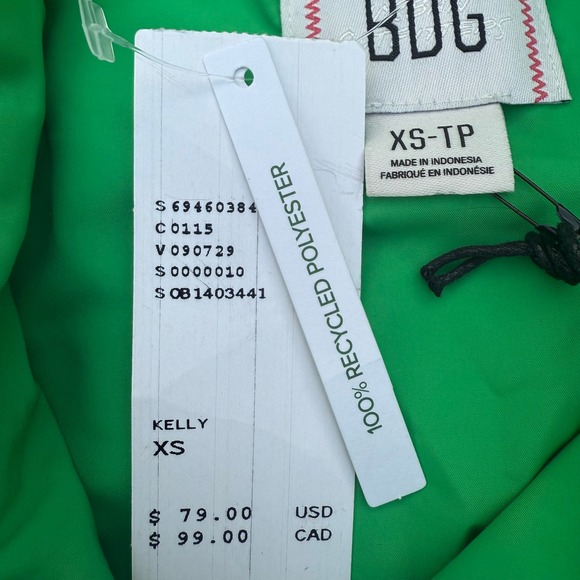 BDG
XS-TP
MADE IN INDONESIA
FABRIQUÉ EN INDONÉSIE
S 69460384
C 0115
V 090729
S 0000010
S OB1403441
100% RECYCLED POLYESTER
KELLY
XS
$ 79.00 USD
$ 99.00 CAD